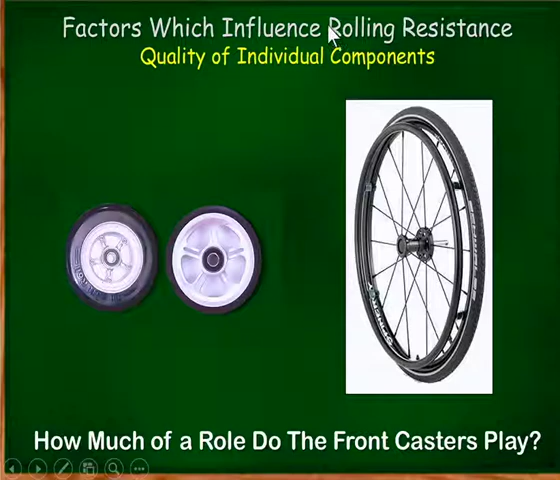 Factors Which Influence Rolling Resistance
Quality of Individual Components
How Much of a Role Do The Front Casters Play?